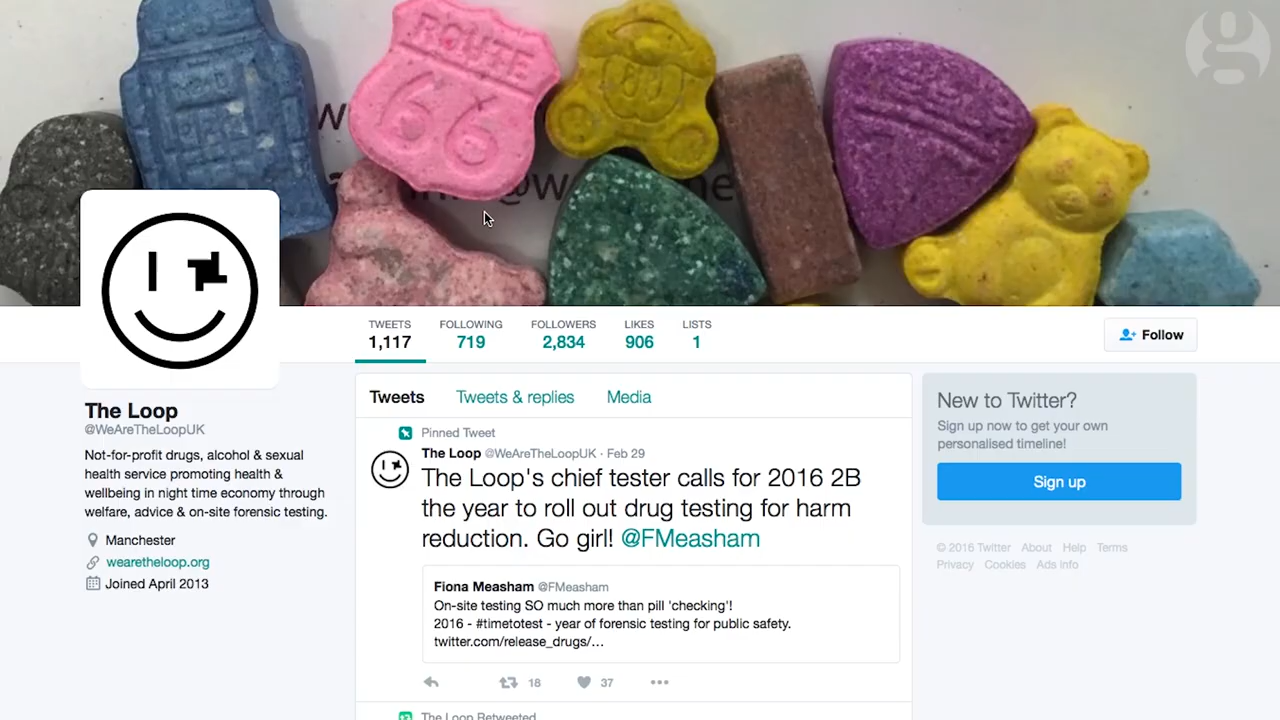 ROUTE
66
TWEETS
1,117
FOLLOWING
719
FOLLOWERS
2,834
LIKES
906
LISTS
1
Follow
The Loop
@WeAreTheLoopUK
Not-for-profit drugs, alcohol & sexual
health service promoting health &
wellbeing in night time economy through
welfare, advice & on-site forensic testing.
Manchester
wearetheloop.org
Joined April 2013
Tweets
Tweets & replies
Media
Pinned Tweet
The Loop @WeAreTheLoopUK · Feb 29
The Loop's chief tester calls for 2016 2B
the year to roll out drug testing for harm
reduction. Go girl! @FMeasham
Fiona Measham @FMeasham
On-site testing SO much more than pill 'checking'!
2016 - #timetotest - year of forensic testing for public safety.
twitter.com/release_drugs/...
18
37
The Loop Retweeted
New to Twitter?
Sign up now to get your own
personalised timeline!
Sign up
© 2016 Twitter About Help Terms
Privacy Cookies Ads info